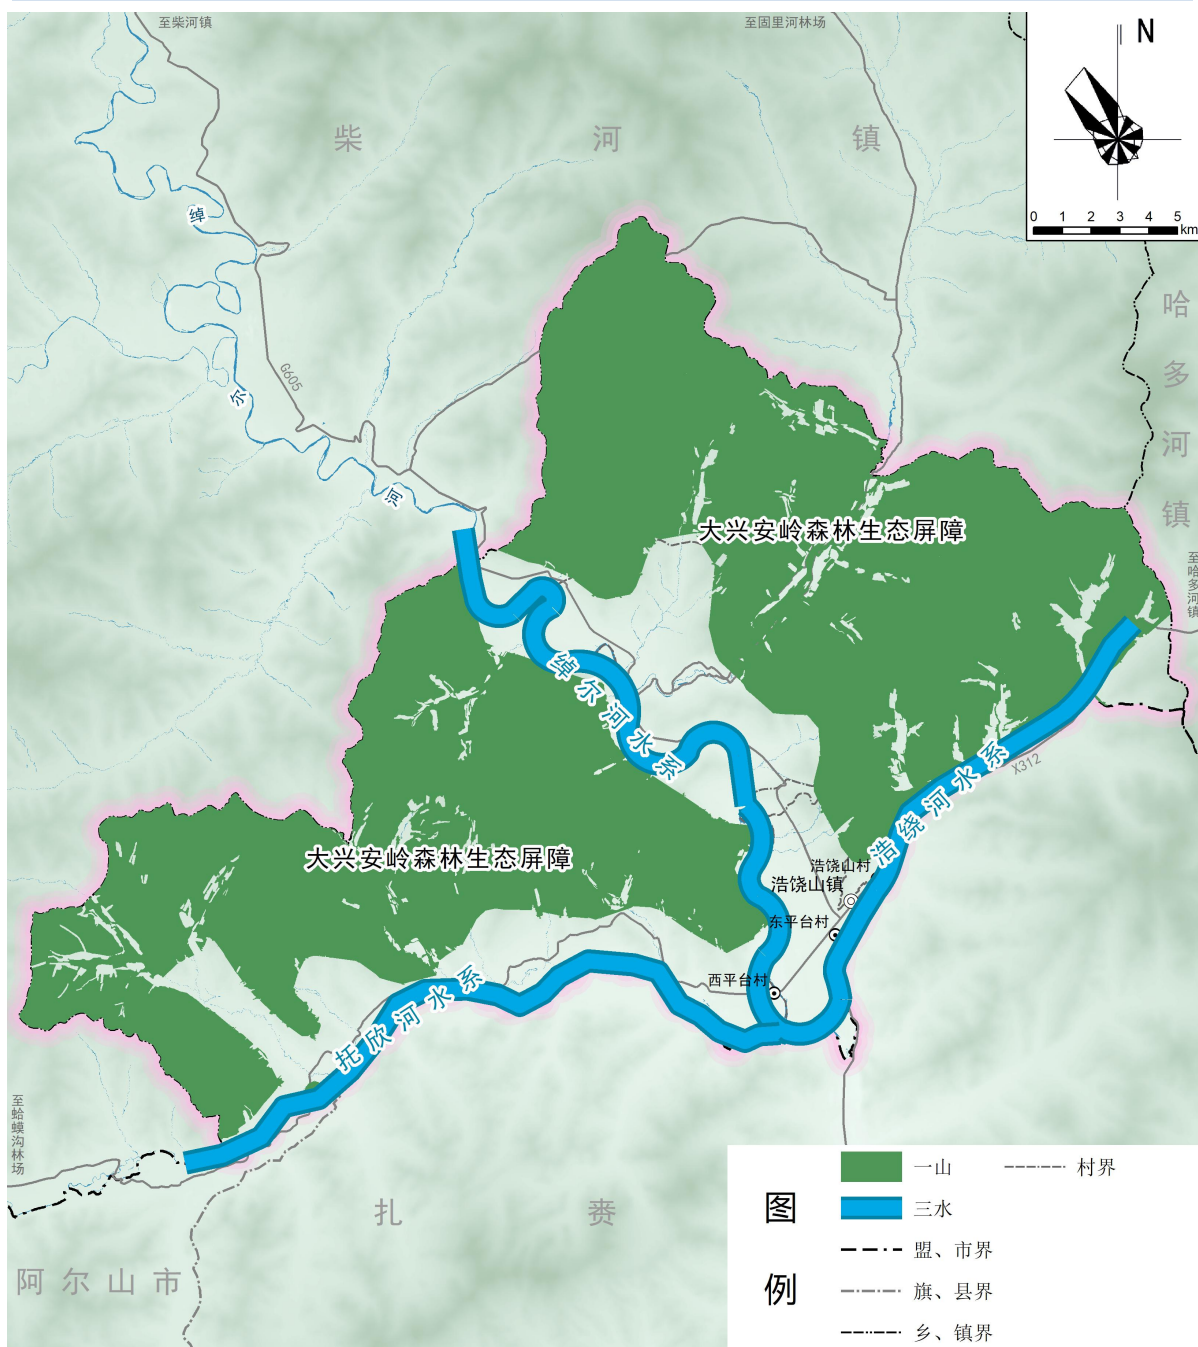 至柴河镇
至固里河林场
N
0 1 2 3 4 5
km
柴河镇
绰尔河
G605
哈多河镇
至哈多河镇
大兴安岭森林生态屏障
绰尔河水系
X312
浩绕河水系
大兴安岭森林生态屏障
浩饶山村
浩饶山镇
东平台村
西平台村
托欣河水系
至蛤蟆沟林场
扎赉
阿尔山市
图例
一山
村界
三水
盟、市界
旗、县界
乡、镇界